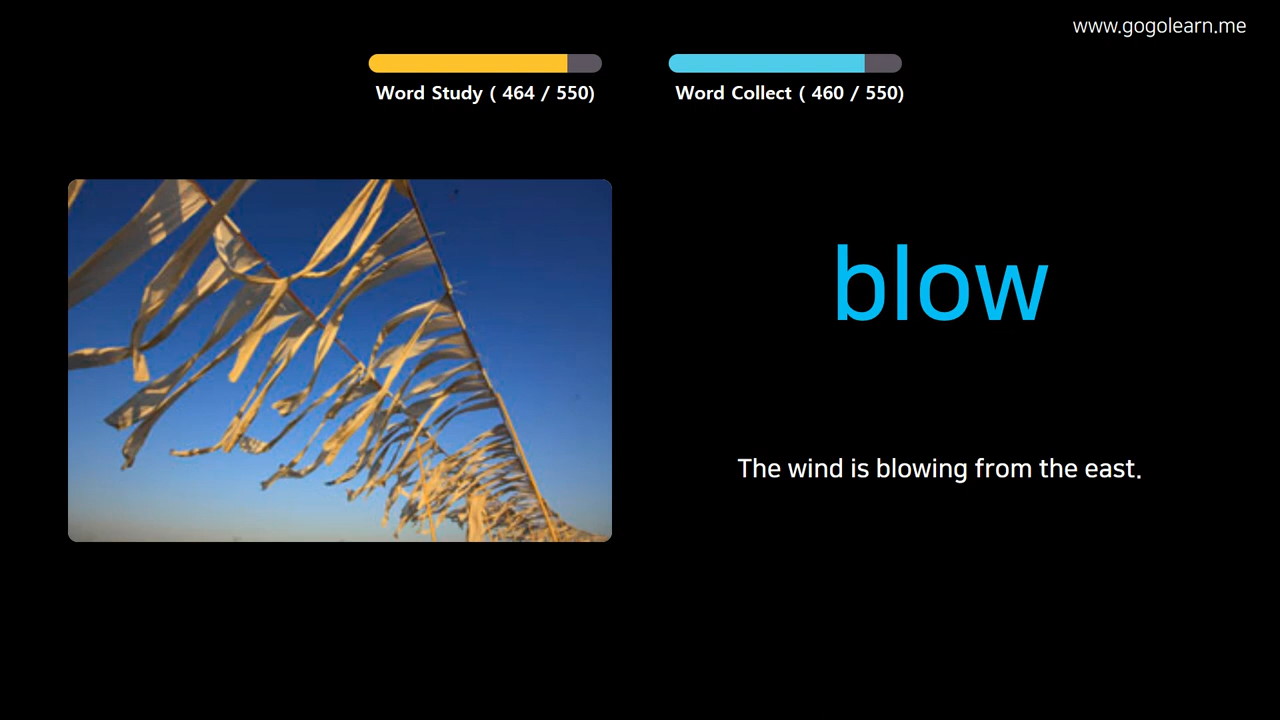 www.gogolearn.me
Word Study ( 464 / 550)
Word Collect ( 460 / 550)
blow
The wind is blowing from the east.